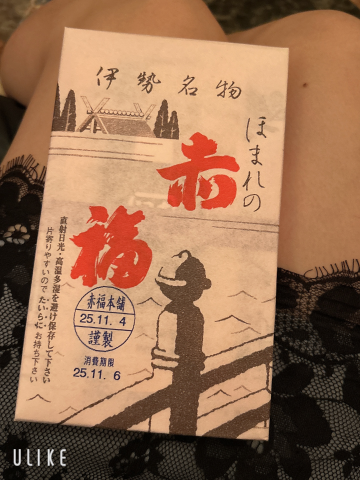 伊勢名物
ほまれの
赤
福
直射日光・高温多湿を避け保存して下さい
片寄りやすいのでたいらにお持ち下さい
赤福本舗
25.11.4
謹製
消費期限
25.11.6
ULIKE